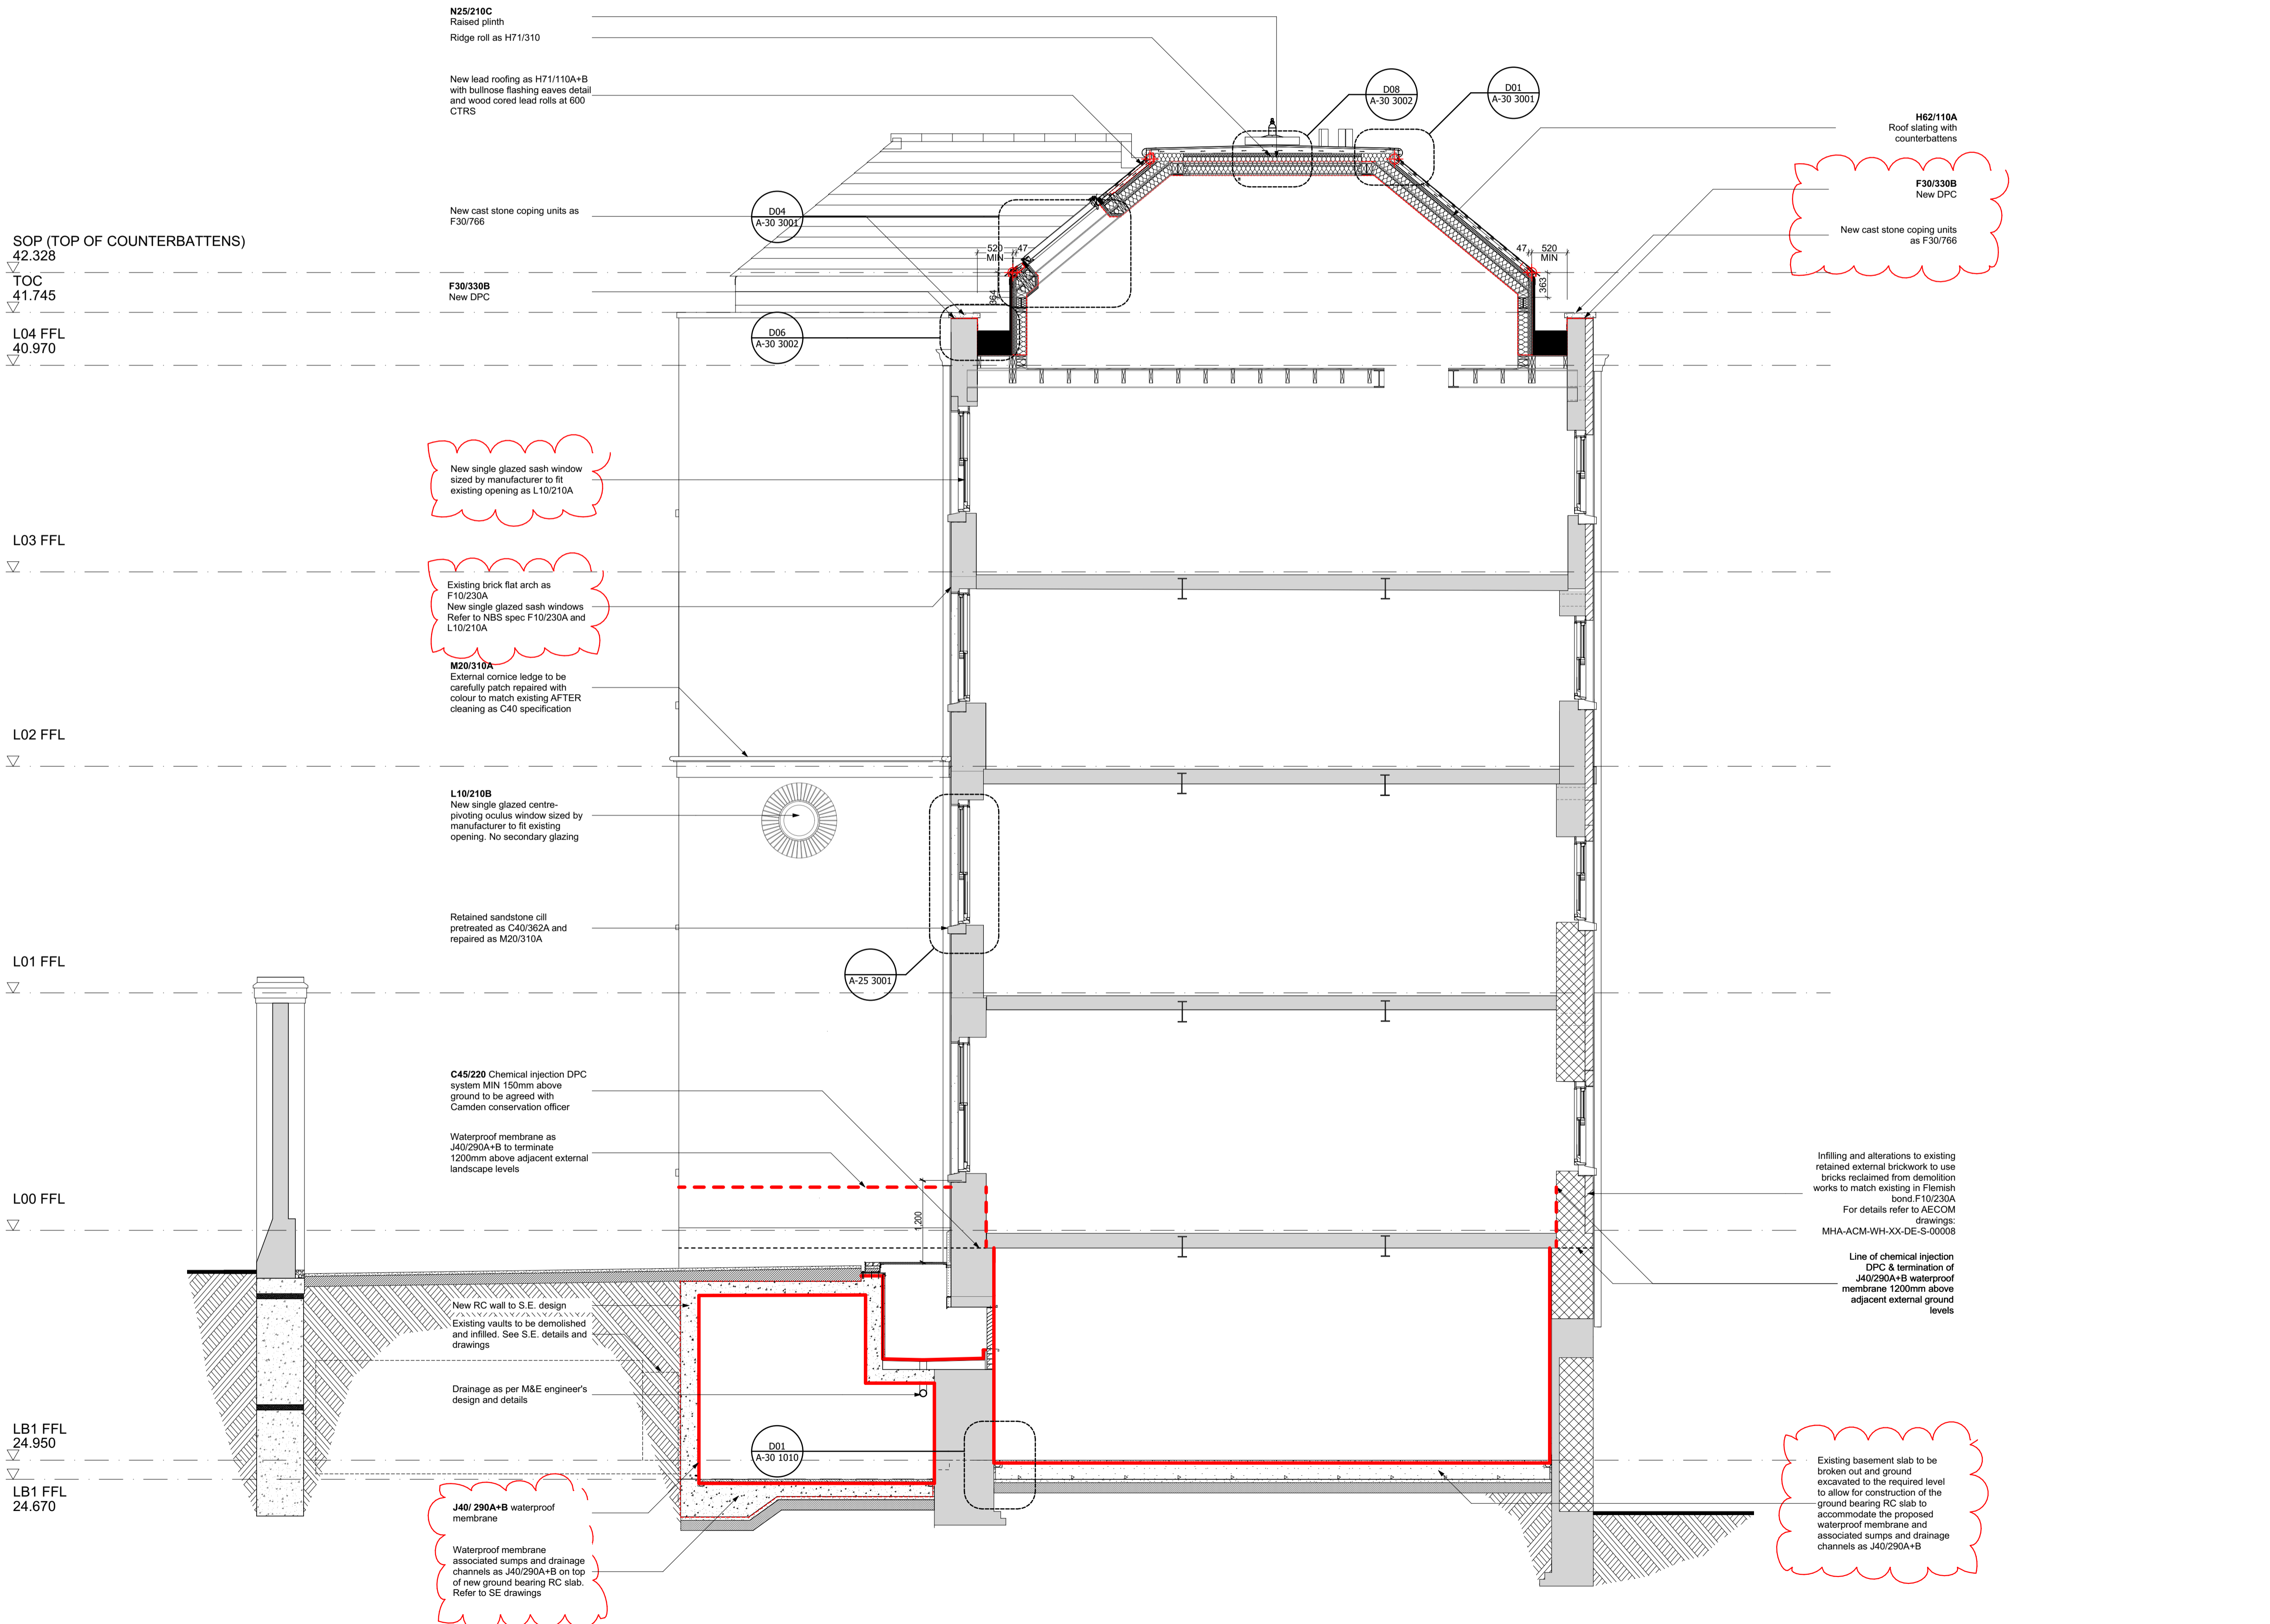 N25/210C
Raised plinth
Ridge roll as H71/310
New lead roofing as H71/110A+B
with bullnose flashing eaves detail
and wood cored lead rolls at 600
CTRS
New cast stone coping units as
F30/766
F30/330B
New DPC
D04
A-30 3001
D06
A-30 3002
D08
A-30 3002
D01
A-30 3001
H62/110A
Roof slating with
counterbattens
F30/330B
New DPC
New cast stone coping units
as F30/766
520
MIN
47
364
47
520
MIN
363
SOP (TOP OF COUNTERBATTENS)
42.328
TOC
41.745
L04 FFL
40.970
L03 FFL
L02 FFL
L01 FFL
L00 FFL
LB1 FFL
24.950
LB1 FFL
24.670
New single glazed sash window
sized by manufacturer to fit
existing opening as L10/210A
Existing brick flat arch as
F10/230A
New single glazed sash windows
Refer to NBS spec F10/230A and
L10/210A
M20/310A
External cornice ledge to be
carefully patch repaired with
colour to match existing AFTER
cleaning as C40 specification
L10/210B
New single glazed centre-
pivoting oculus window sized by
manufacturer to fit existing
opening. No secondary glazing
Retained sandstone cill
pretreated as C40/362A and
repaired as M20/310A
A-25 3001
C45/220 Chemical injection DPC
system MIN 150mm above
ground to be agreed with
Camden conservation officer
Waterproof membrane as
J40/290A+B to terminate
1200mm above adjacent external
landscape levels
1,200
New RC wall to S.E. design
Existing vaults to be demolished
and infilled. See S.E. details and
drawings
Drainage as per M&E engineer's
design and details
D01
A-30 1010
J40/ 290A+B waterproof
membrane
Waterproof membrane
associated sumps and drainage
channels as J40/290A+B on top
of new ground bearing RC slab.
Refer to SE drawings
Infilling and alterations to existing
retained external brickwork to use
bricks reclaimed from demolition
works to match existing in Flemish
bond.F10/230A
For details refer to AECOM
drawings:
MHA-ACM-WH-XX-DE-S-00008
Line of chemical injection
DPC & termination of
J40/290A+B waterproof
membrane 1200mm above
adjacent external ground
levels
Existing basement slab to be
broken out and ground
excavated to the required level
to allow for construction of the
ground bearing RC slab to
accommodate the proposed
waterproof membrane and
associated sumps and drainage
channels as J40/290A+B